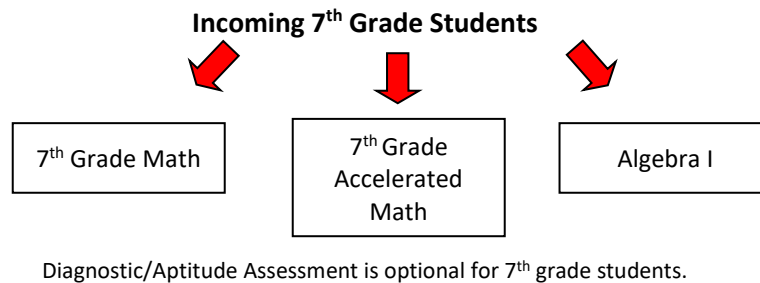 Incoming 7th Grade Students
7th Grade Math
7th Grade
Accelerated
Math
Algebra I
Diagnostic/Aptitude Assessment is optional for 7th grade students.